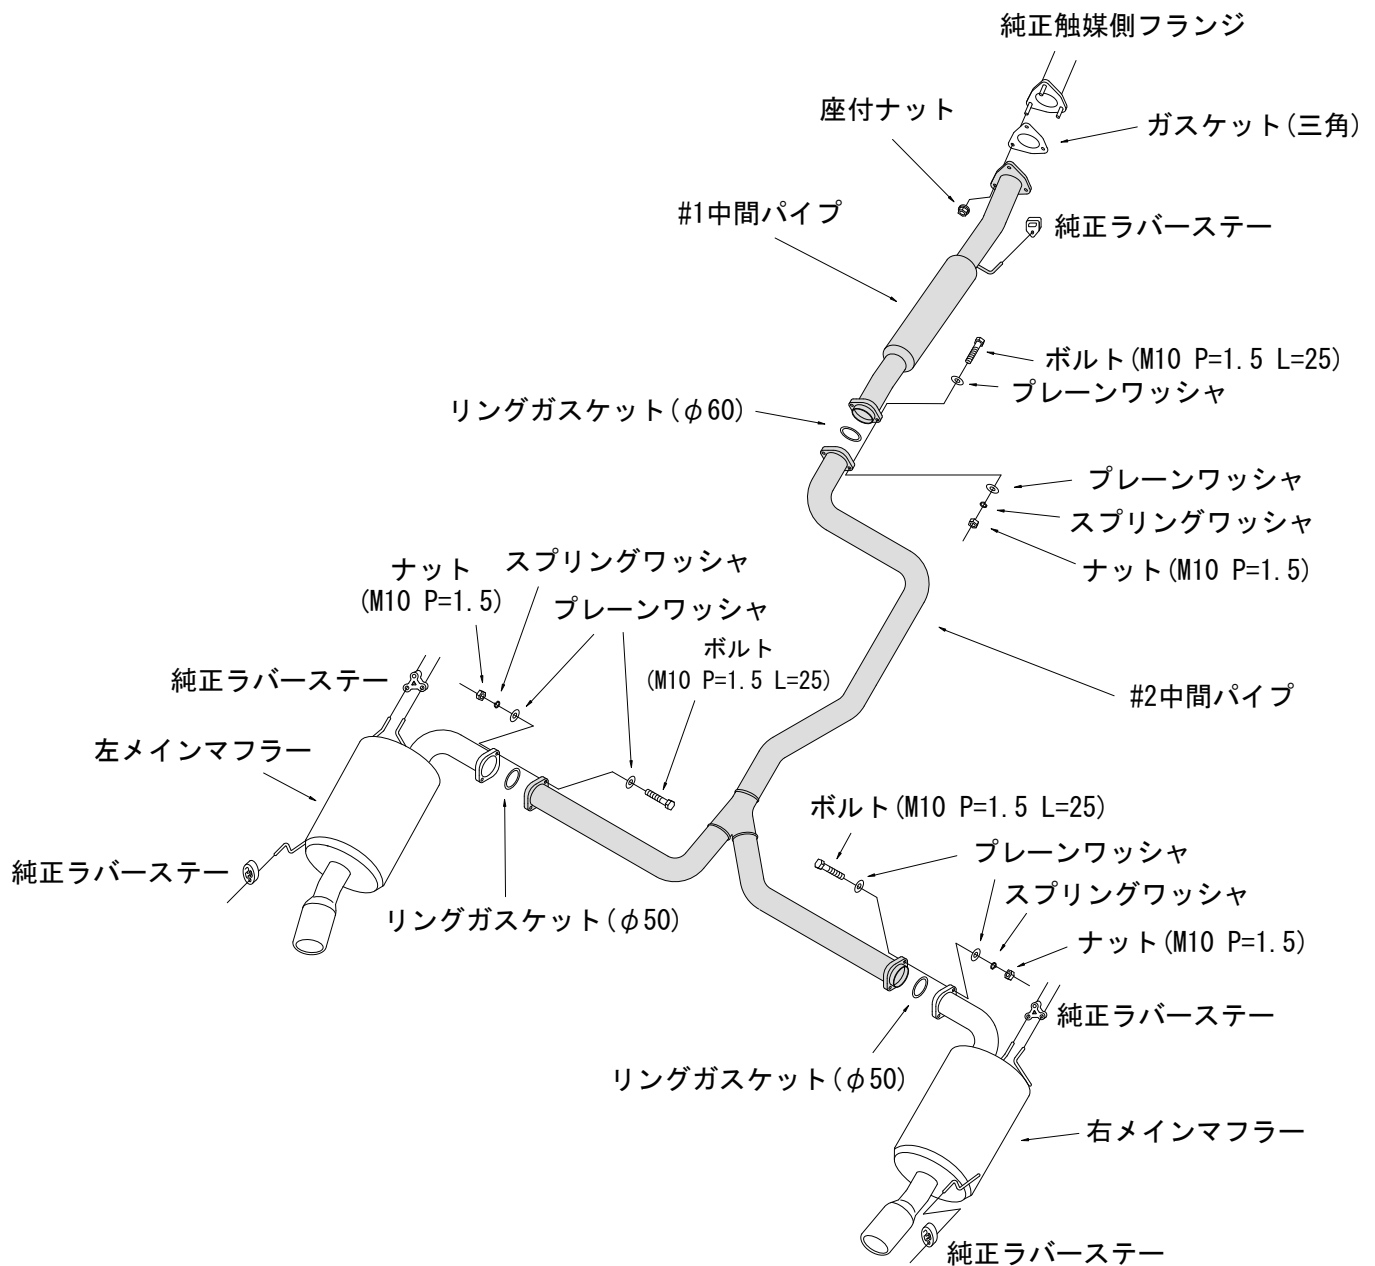 純正触媒側フランジ
座付ナット
ガスケット(三角)
#1中間パイプ
純正ラバーステー
ボルト(M10 P=1.5 L=25)
プレーンワッシャ
リングガスケット(φ60)
プレーンワッシャ
スプリングワッシャ
ナット(M10 P=1.5)
スプリングワッシャ
ナット
(M10 P=1.5)
プレーンワッシャ
ボルト
(M10 P=1.5 L=25)
純正ラバーステー
#2中間パイプ
左メインマフラー
ボルト(M10 P=1.5 L=25)
プレーンワッシャ
純正ラバーステー
スプリングワッシャ
リングガスケット(φ50)
ナット(M10 P=1.5)
純正ラバーステー
リングガスケット(φ50)
右メインマフラー
純正ラバーステー